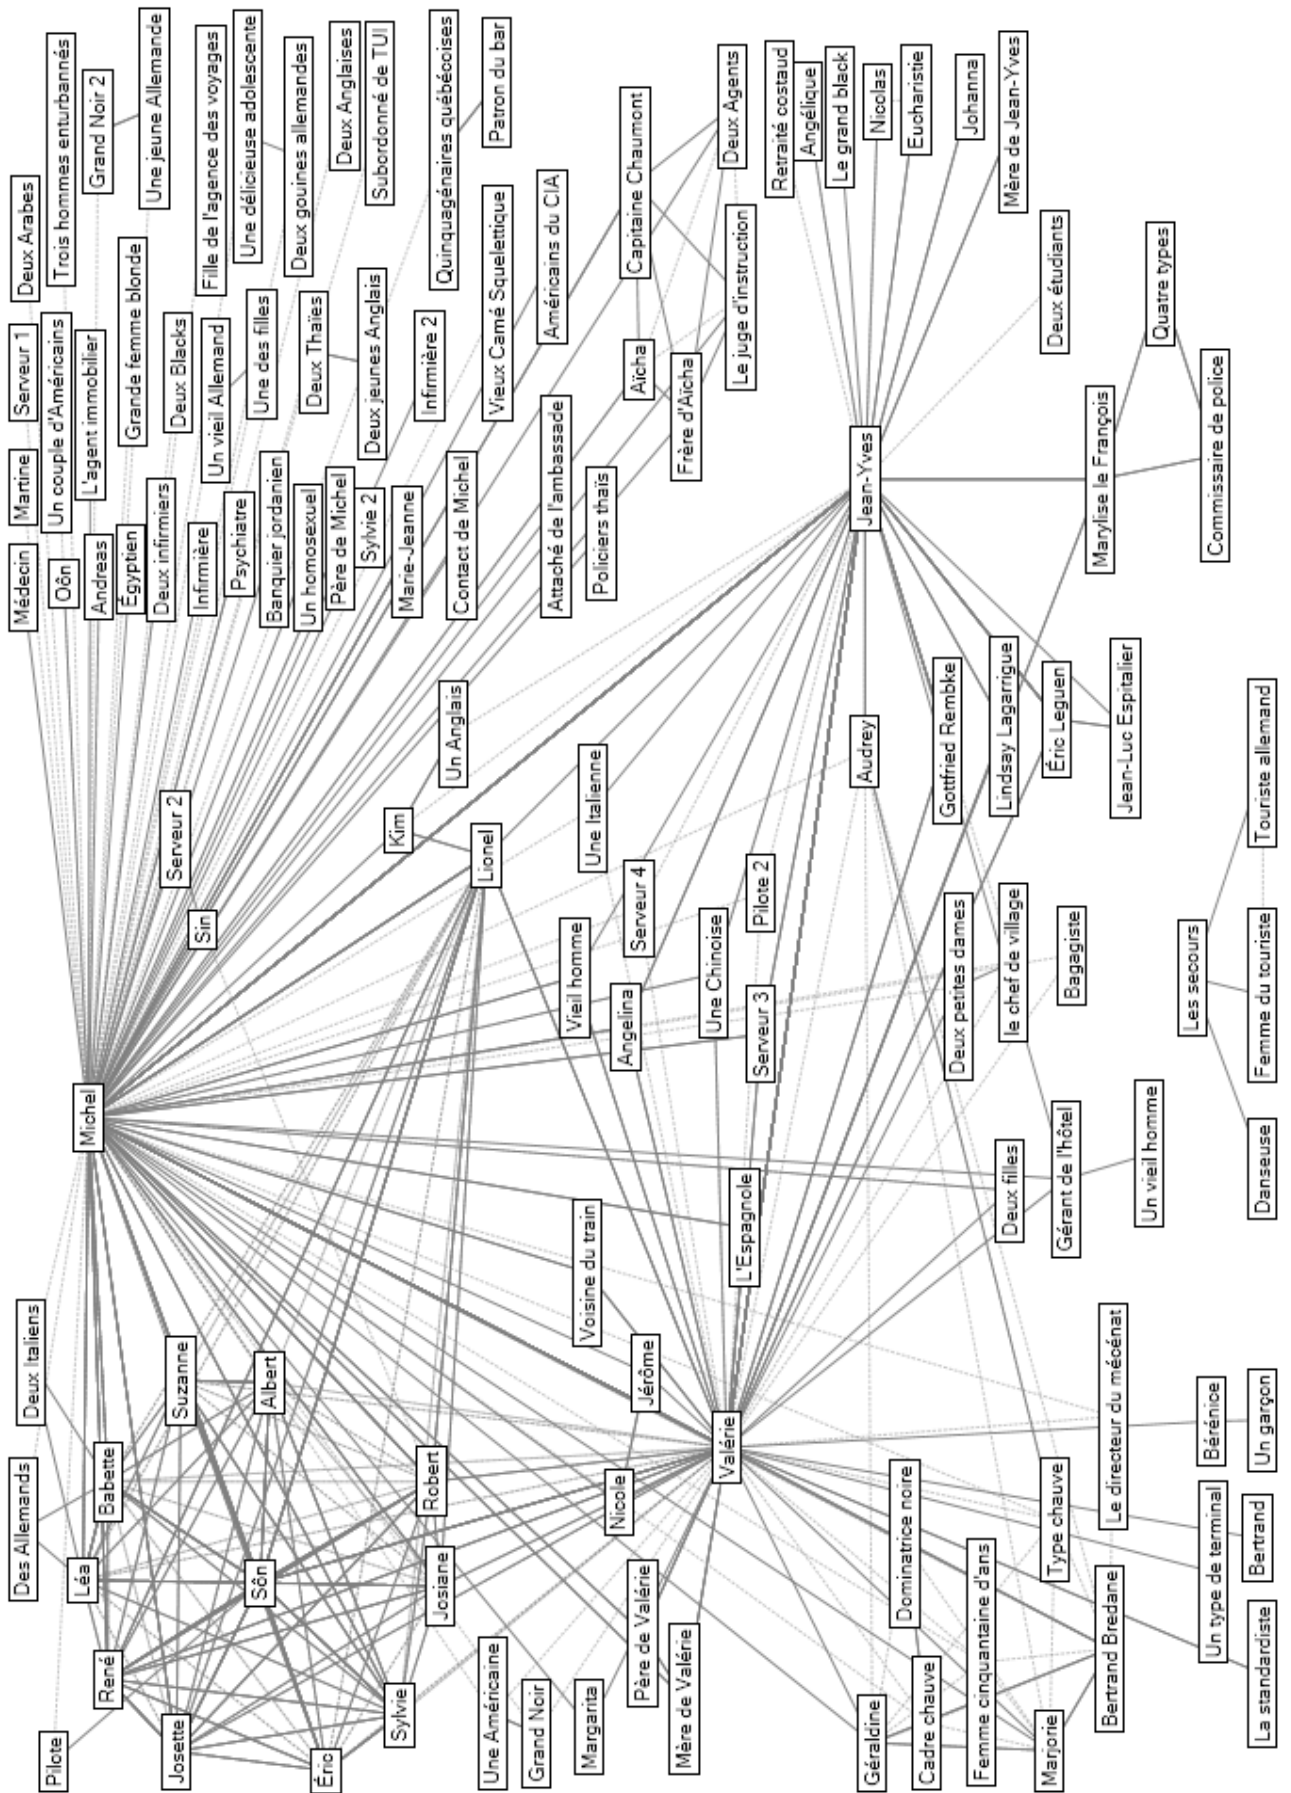 Pilote
Des Allemands
Deux Italiens
Médecin
Martine
Serveur 1
Deux Arabes
Oôn
Un couple d'Américains
Trois hommes enturbannés
Andreas
L'agent immobilier
Grand Noir 2
Égyptien
Grande femme blonde
Une jeune Allemande
Deux infirmiers
Deux Blacks
Infirmière
Un vieil Allemand
Fille de l'agence des voyages
Psychiatre
Une des filles
Une délicieuse adolescente
Banquier jordanien
Deux Thaïes
Deux gouines allemandes
Un homosexuel
Deux Anglaises
Père de Michel
Sylvie 2
Deux jeunes Anglais
Subordonné de TUI
Marie-Jeanne
Infirmière 2
Quinquagénaires québécoises
Contact de Michel
Vieux Camé Squelettique
Patron du bar
Attaché de l'ambassade
Américains du CIA
Policiers thaïs
Aïcha
Capitaine Chaumont
Frère d'Aïcha
Le juge d'instruction
Deux Agents
Michel
Serveur 2
Sin
Kim
Un Anglais
Lionel
Léa
Babette
Suzanne
René
Josette
Albert
Sôn
Éric
Sylvie
Robert
Josiane
Une Américaine
Grand Noir
Margarita
Nicole
Jérôme
Voisine du train
Père de Valérie
Mère de Valérie
Valérie
L'Espagnole
Vieil homme
Une Italienne
Angelina
Serveur 4
Une Chinoise
Serveur 3
Pilote 2
Audrey
Jean-Yves
Retraité costaud
Angélique
Le grand black
Nicolas
Eucharistie
Johanna
Mère de Jean-Yves
Deux étudiants
Géraldine
Dominatrice noire
Cadre chauve
Femme cinquantaine d'ans
Marjorie
Type chauve
Bertrand Bredane
Le directeur du mécénat
Deux petites dames
Gottfried Rembke
le chef de village
Lindsay Lagarrigue
Éric Leguen
Bagagiste
Jean-Luc Espitalier
Marylise le François
Quatre types
Commissaire de police
Deux filles
Gérant de l'hôtel
Un vieil homme
Un type de terminal
Bérénice
La standardiste
Bertrand
Un garçon
Les secours
Danseuse
Femme du touriste
Touriste allemand